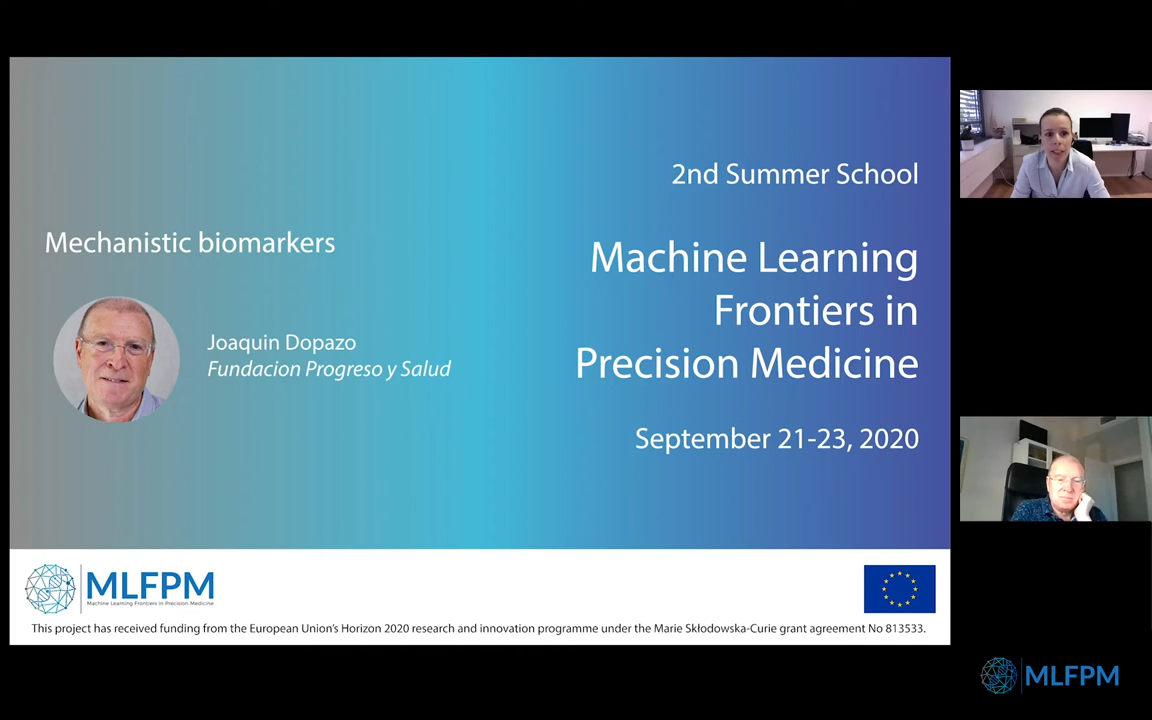 2nd Summer School
Mechanistic biomarkers
Machine Learning
Frontiers in
Precision Medicine
Joaquin Dopazo
Fundacion Progreso y Salud
September 21-23, 2020
MLFPM
Machine Learning Frontiers in Precision Medicine
This project has received funding from the European Union's Horizon 2020 research and innovation programme under the Marie Skłodowska-Curie grant agreement No 813533.
MLFPM